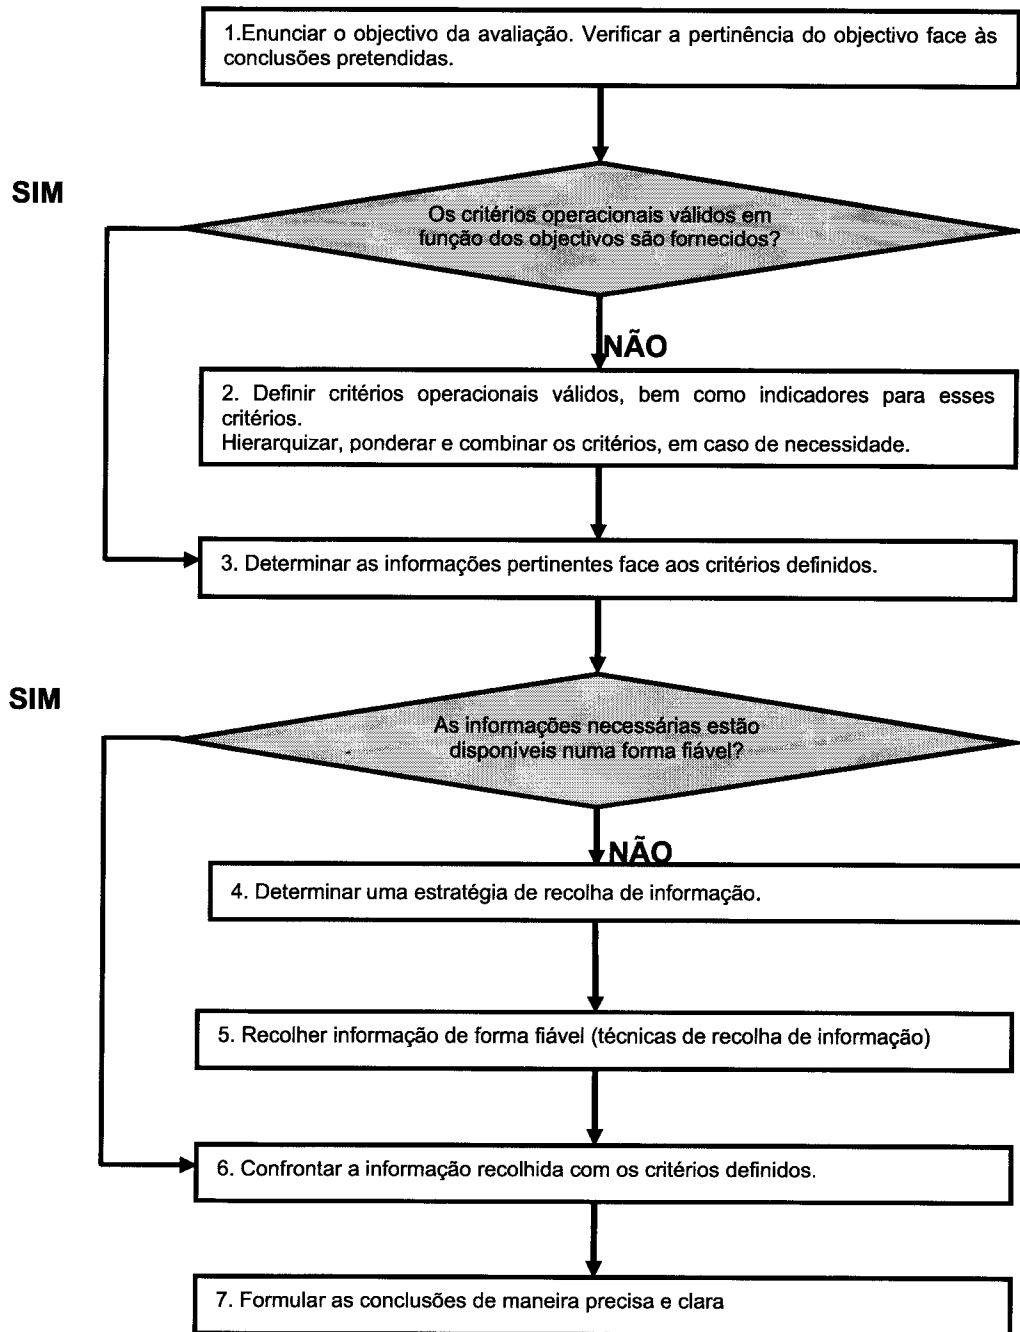 1.Enunciar o objectivo da avaliação. Verificar a pertinência do objectivo face às
conclusões pretendidas.
SIM
Os critérios operacionais válidos em
função dos objectivos são fornecidos?
NÃO
2. Definir critérios operacionais válidos, bem como indicadores para esses
critérios.
Hierarquizar, ponderar e combinar os critérios, em caso de necessidade.
3. Determinar as informações pertinentes face aos critérios definidos.
SIM
As informações necessárias estão
disponíveis numa forma fiável?
NÃO
4. Determinar uma estratégia de recolha de informação.
5. Recolher informação de forma fiável (técnicas de recolha de informação)
6. Confrontar a informação recolhida com os critérios definidos.
7. Formular as conclusões de maneira precisa e clara